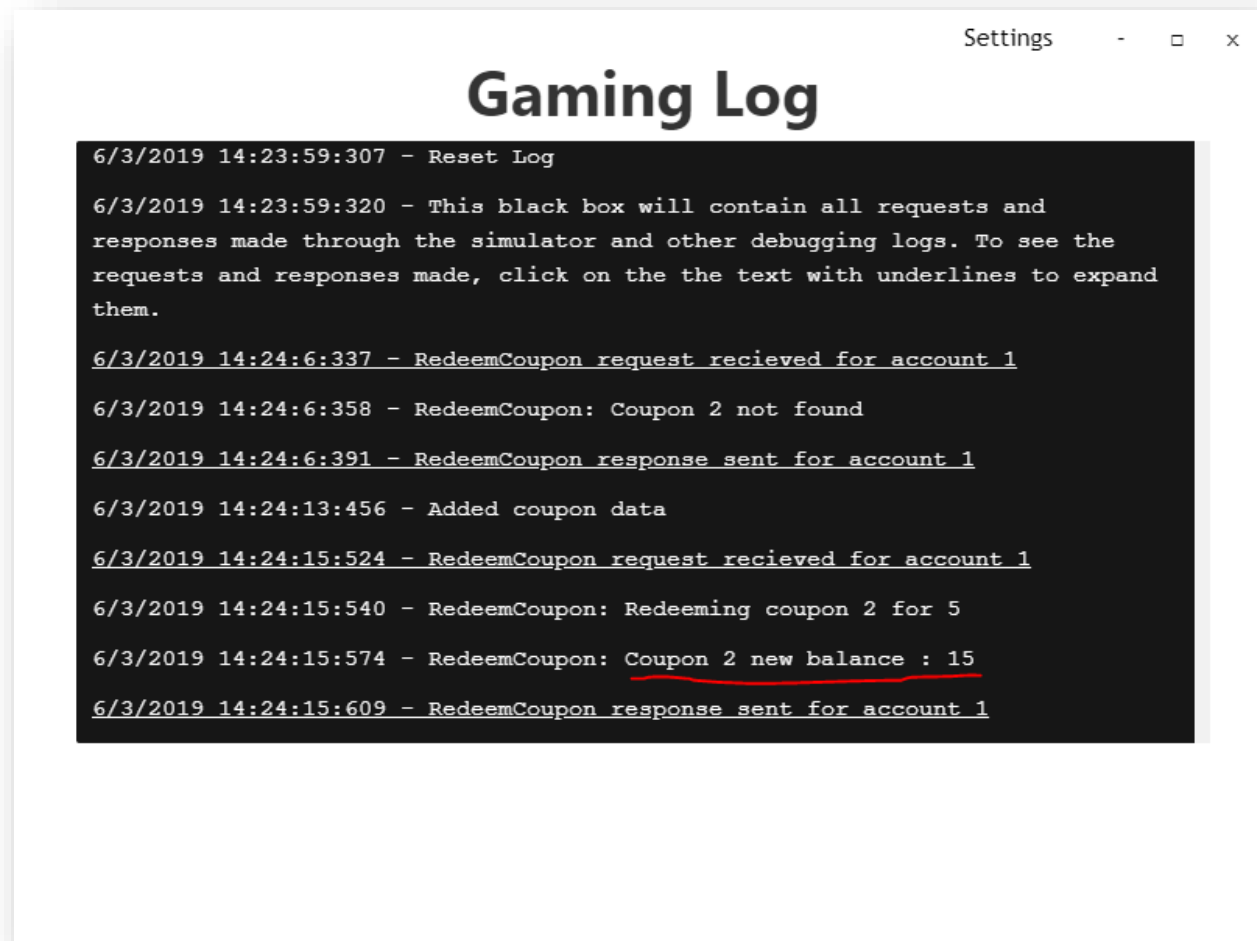 Settings - □ x
Gaming Log
6/3/2019 14:23:59:307 - Reset Log
6/3/2019 14:23:59:320 - This black box will contain all requests and
responses made through the simulator and other debugging logs. To see the
requests and responses made, click on the the text with underlines to expand
them.
6/3/2019 14:24:6:337 - RedeemCoupon request recieved for account 1
6/3/2019 14:24:6:358 - RedeemCoupon: Coupon 2 not found
6/3/2019 14:24:6:391 - RedeemCoupon response sent for account 1
6/3/2019 14:24:13:456 - Added coupon data
6/3/2019 14:24:15:524 - RedeemCoupon request recieved for account 1
6/3/2019 14:24:15:540 - RedeemCoupon: Redeeming coupon 2 for 5
6/3/2019 14:24:15:574 - RedeemCoupon: Coupon 2 new balance : 15
6/3/2019 14:24:15:609 - RedeemCoupon response sent for account 1